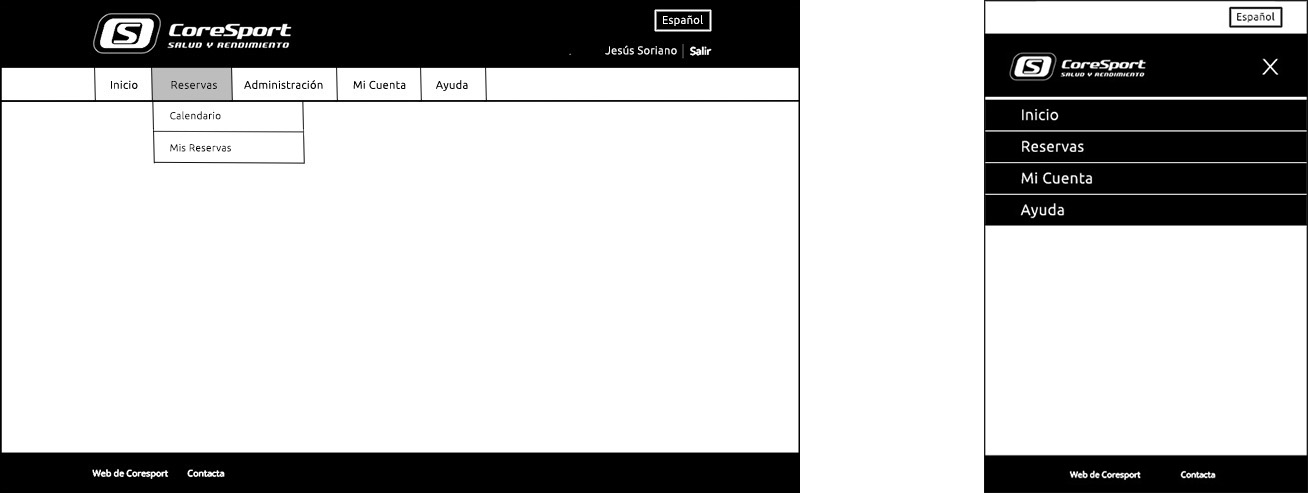 S CoreSport
SALUD Y RENDIMIENTO
Español
Jesús Soriano | Salir
Inicio Reservas Administración Mi Cuenta Ayuda
Calendario
Mis Reservas
Web de Coresport Contacta
Español
S CoreSport
SALUD Y RENDIMIENTO
X
Inicio
Reservas
Mi Cuenta
Ayuda
Web de Coresport Contacta